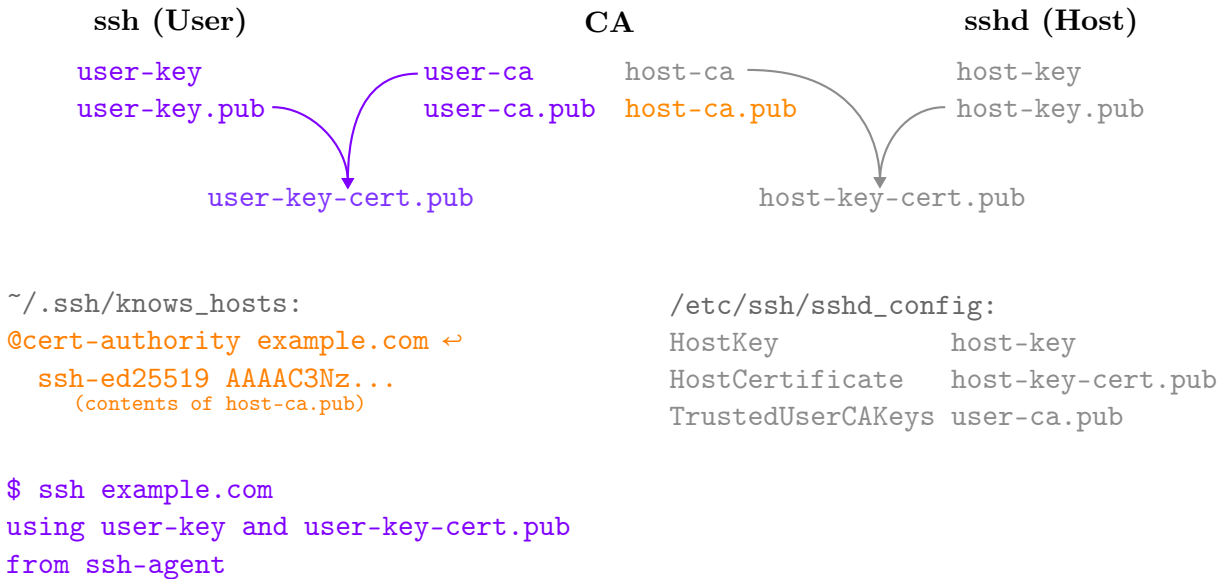 ssh (User) CA sshd (Host)
user-key user-ca host-ca host-key
user-key.pub user-ca.pub host-ca.pub host-key.pub
user-key-cert.pub host-key-cert.pub
~/.ssh/knows_hosts:
@cert-authority example.com ↩
ssh-ed25519 AAAAC3Nz...
(contents of host-ca.pub)
/etc/ssh/sshd_config:
HostKey host-key
HostCertificate host-key-cert.pub
TrustedUserCAKeys user-ca.pub
$ ssh example.com
using user-key and user-key-cert.pub
from ssh-agent